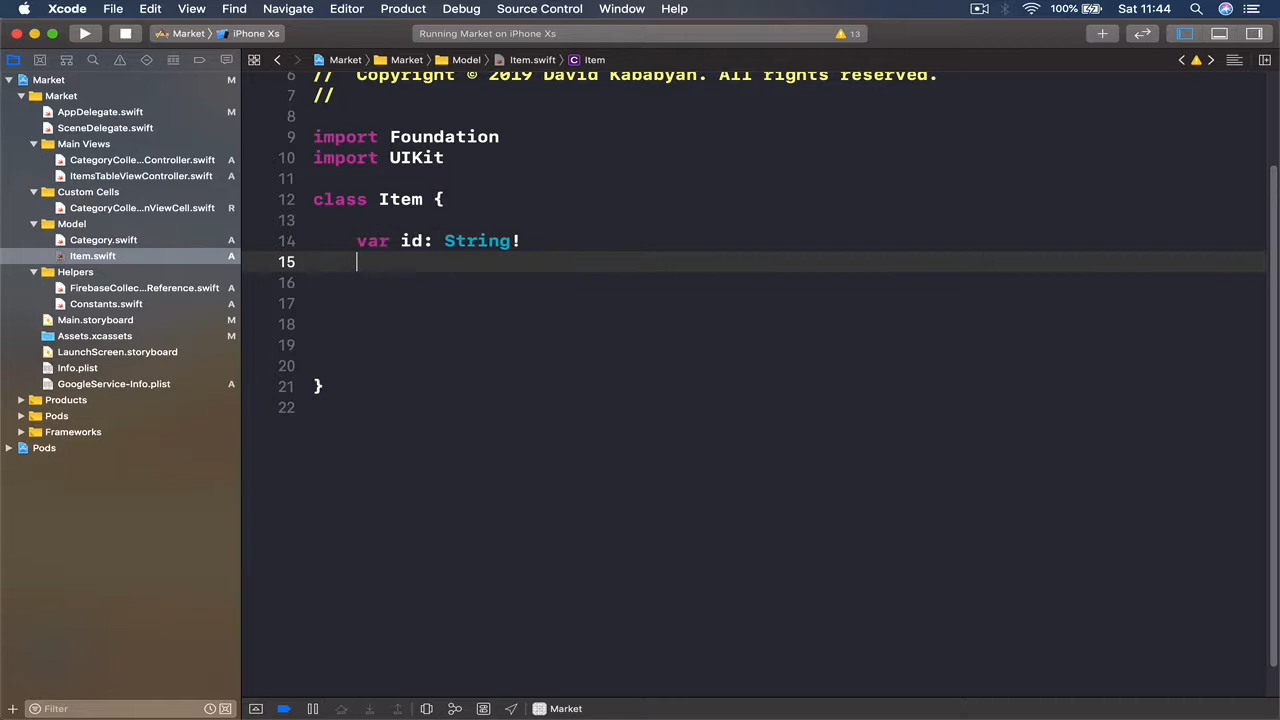 Xcode File Edit View Find Navigate Editor Product Debug Source Control Window Help 100% Sat 11:44
Market iPhone Xs Running Market on iPhone Xs 13
Market Market Model Item.swift C Item
Market M
Market
AppDelegate.swift M
SceneDelegate.swift
Main Views
CategoryColle...Controller.swift A
ItemsTableViewController.swift A
Custom Cells
CategoryColle...nViewCell.swift R
Model
Category.swift A
Item.swift A
Helpers
FirebaseCollec...Reference.swift A
Constants.swift A
Main.storyboard M
Assets.xcassets M
LaunchScreen.storyboard
Info.plist
GoogleService-Info.plist A
Products
Pods
Frameworks
Pods
6 // Copyright © 2019 David Kababyan. All rights reserved.
7 //
8
9 import Foundation
10 import UIKit
11
12 class Item {
13
14 var id: String!
15
16
17
18
19
20
21 }
22
Filter
Market